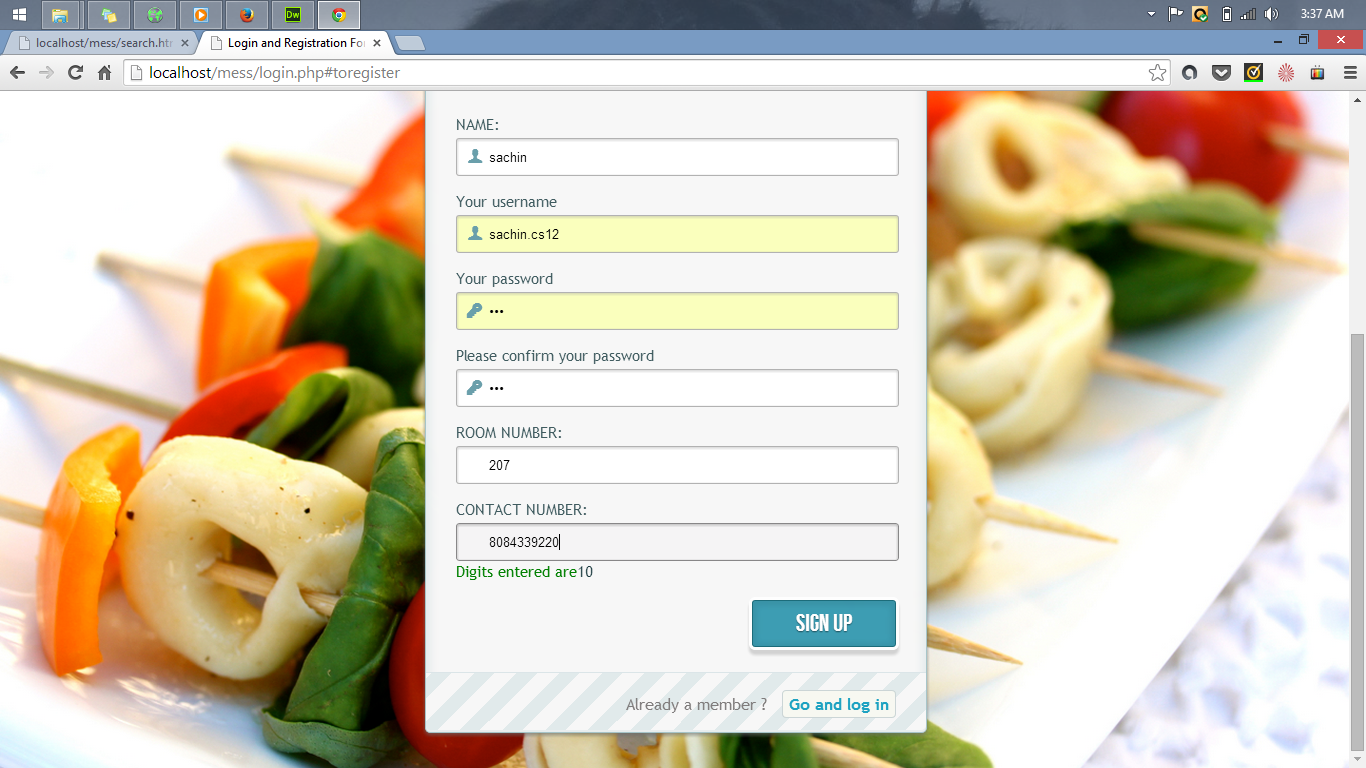 Dw
3:37 AM
localhost/mess/search.htm
Login and Registration For
localhost/mess/login.php#toregister
NAME:
sachin
Your username
sachin.cs12
Your password
•••
Please confirm your password
•••
ROOM NUMBER:
207
CONTACT NUMBER:
8084339220
Digits entered are10
SIGN UP
Already a member ? Go and log in